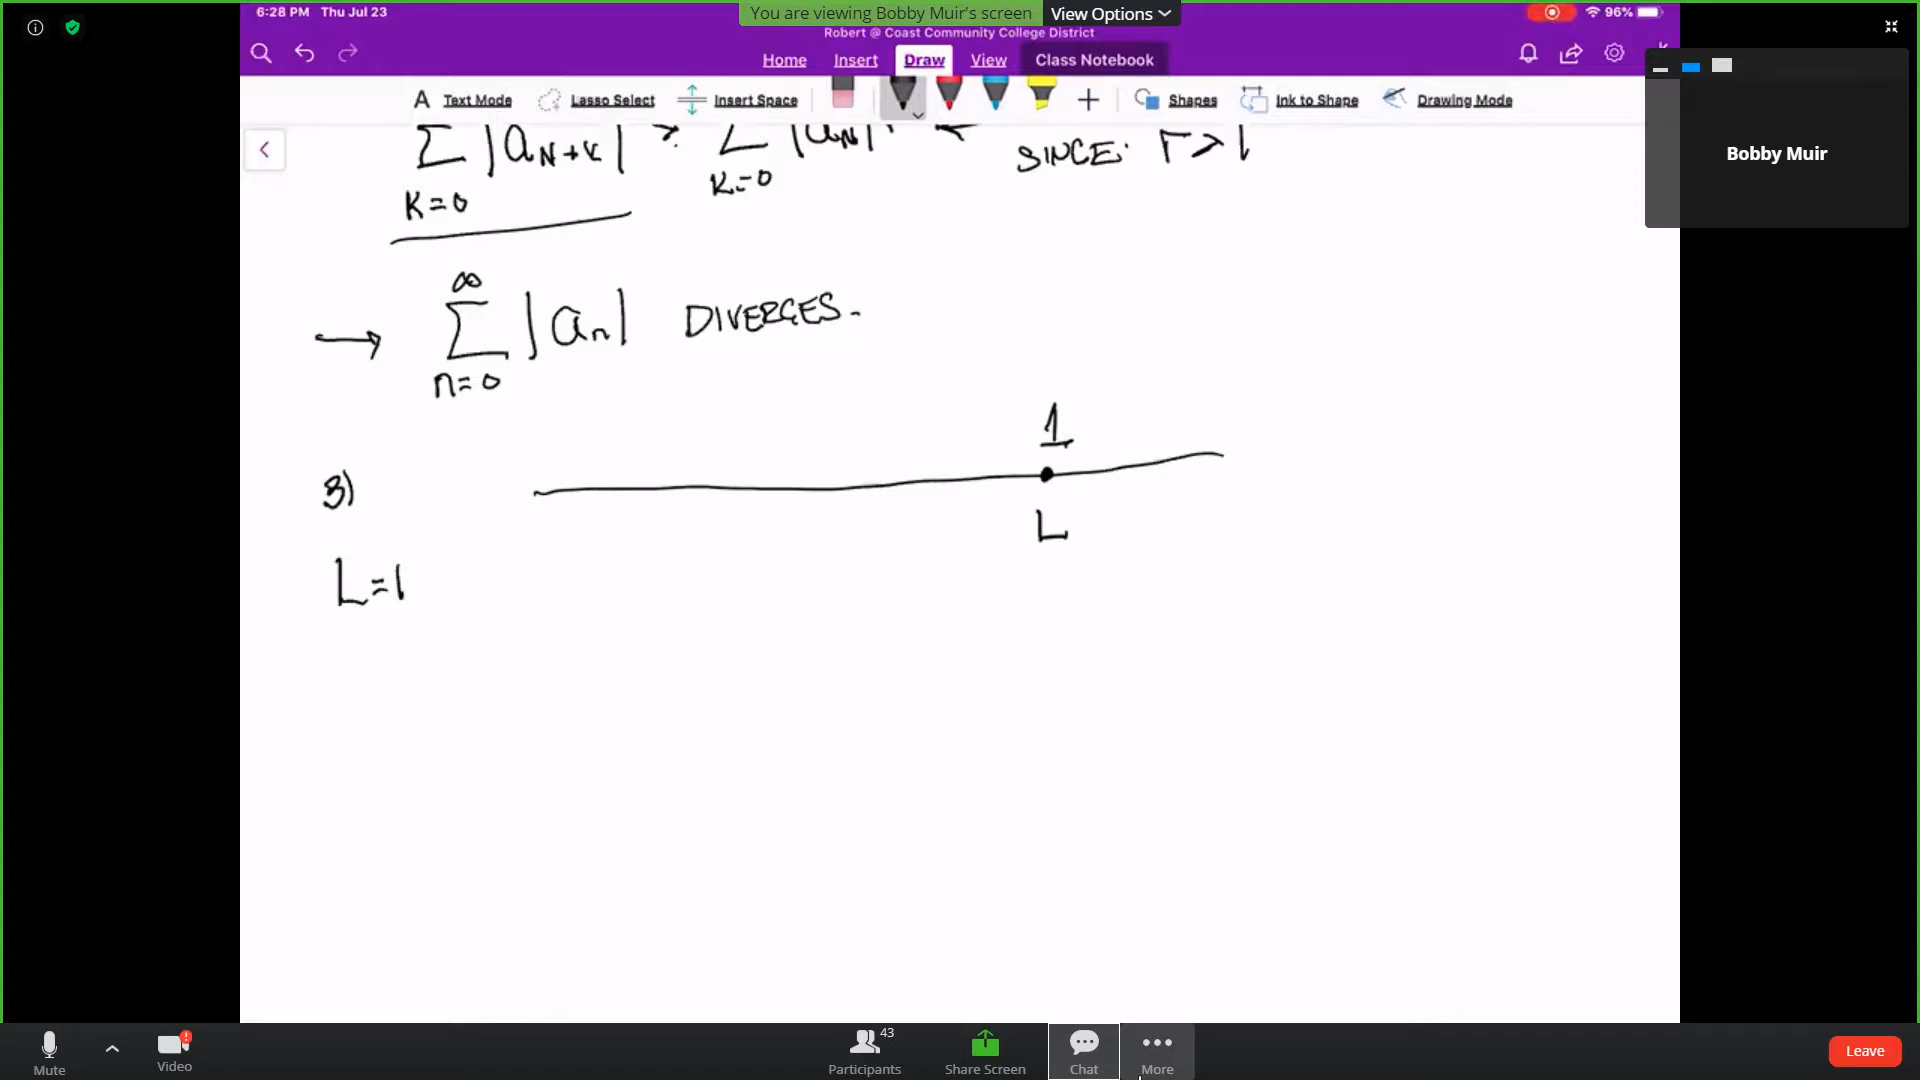 6:28 PM Thu Jul 23
You are viewing Bobby Muir's screen
View Options
96%
Robert @ Coast Community College District
Home Insert Draw View Class Notebook
Text Mode Lasso Select Insert Space Shapes Ink to Shape Drawing Mode
Bobby Muir
∑ |a_{N+K}| ∑ |a_N| SINCE: r > 1
K=0 K=0
∞
→ ∑ |a_n| DIVERGES.
n=0
1
3)
L
L=1
Mute Video Participants 43 Share Screen Chat More Leave